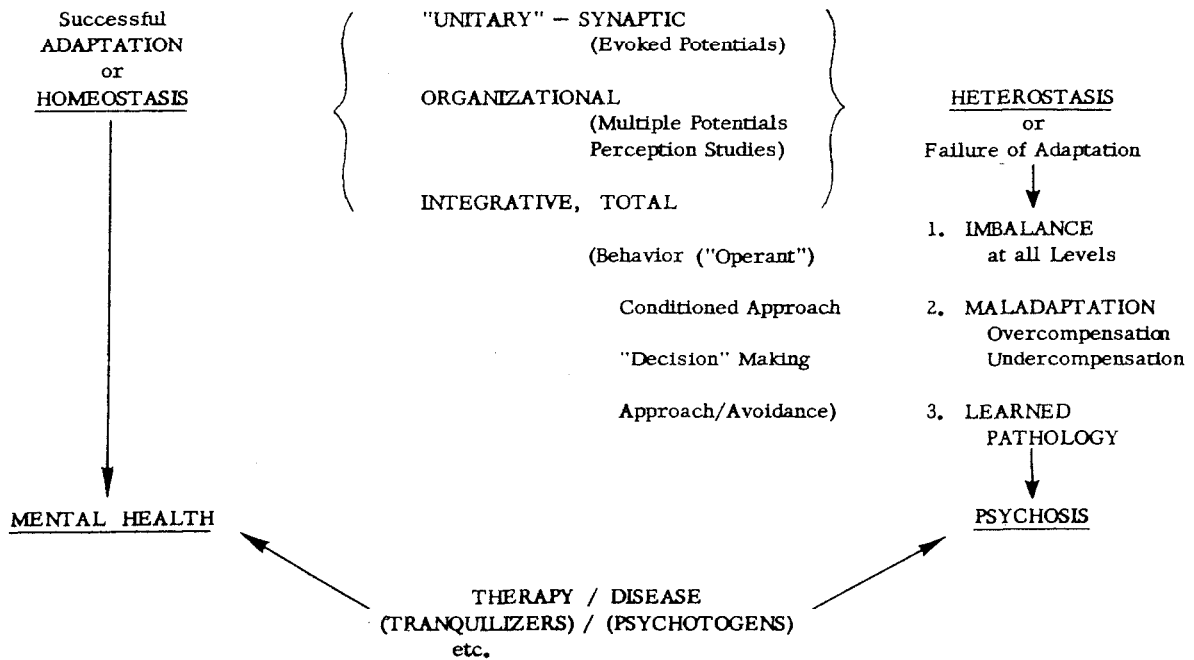 Successful
ADAPTATION
or
HOMEOSTASIS
MENTAL HEALTH
"UNITARY" – SYNAPTIC
(Evoked Potentials)
ORGANIZATIONAL
(Multiple Potentials
Perception Studies)
INTEGRATIVE, TOTAL
(Behavior ("Operant")
Conditioned Approach
"Decision" Making
Approach/Avoidance)
HETEROSTASIS
or
Failure of Adaptation
1. IMBALANCE
at all Levels
2. MALADAPTATION
Overcompensation
Undercompensation
3. LEARNED
PATHOLOGY
PSYCHOSIS
THERAPY / DISEASE
(TRANQUILIZERS) / (PSYCHOTOGENS)
etc.